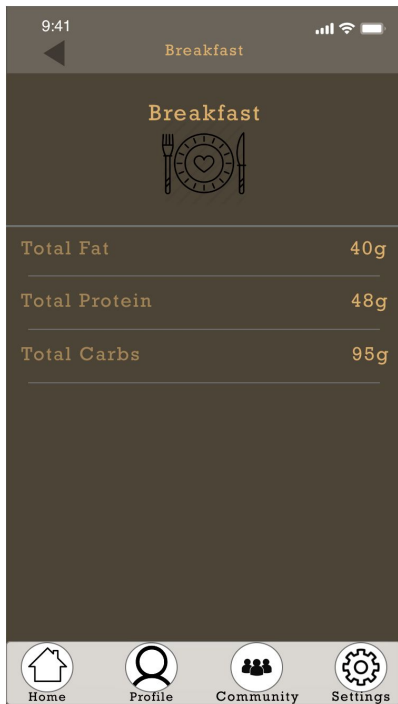 9:41
Breakfast
Breakfast
Total Fat 40g
Total Protein 48g
Total Carbs 95g
Home Profile Community Settings